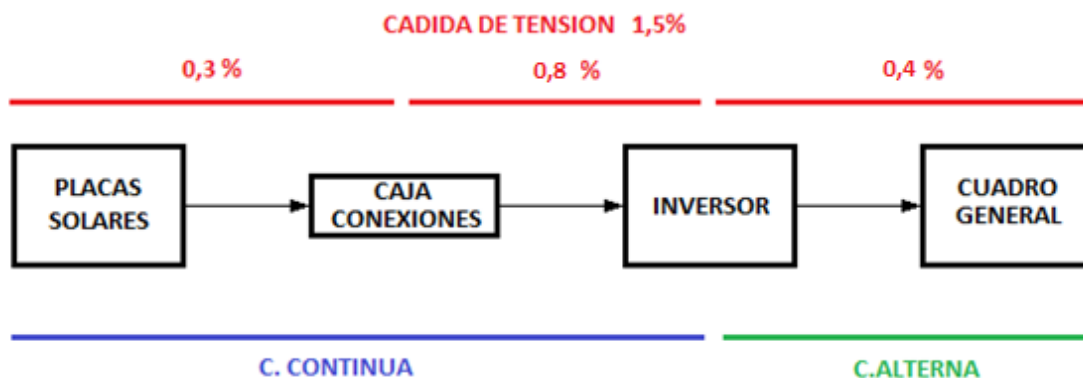 CADIDA DE TENSION 1,5%
0,3 %
0,8 %
0,4 %
PLACAS
SOLARES
CAJA
CONEXIONES
INVERSOR
CUADRO
GENERAL
C. CONTINUA
C.ALTERNA